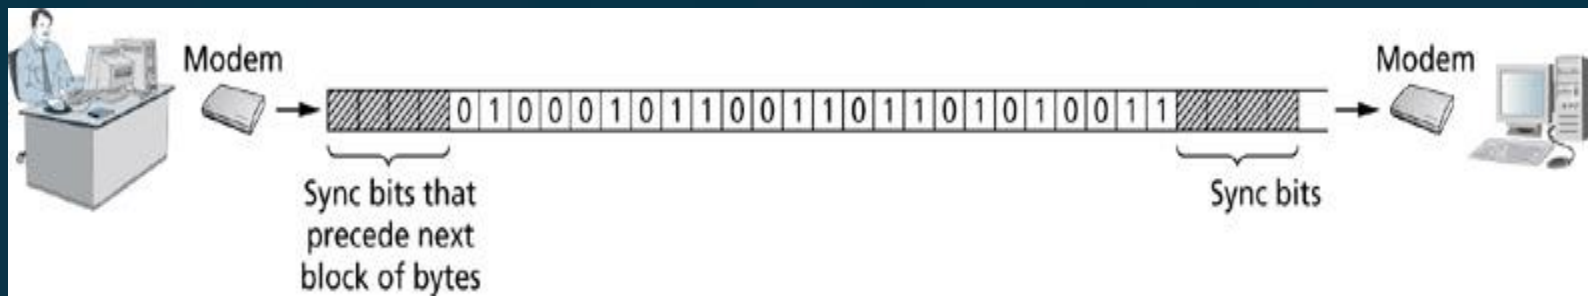 Modem
Modem
0 1 0 0 0 1 0 1 1 0 0 1 1 0 1 1 0 1 0 1 0 0 1 1
Sync bits that
precede next
block of bytes
Sync bits